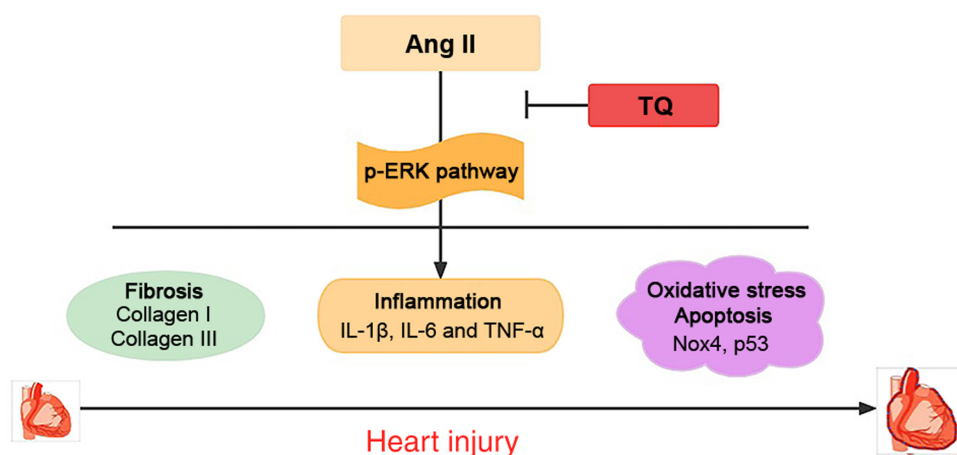 Ang II
TQ
p-ERK pathway
Fibrosis
Collagen I
Collagen III
Inflammation
IL-1β, IL-6 and TNF-α
Oxidative stress
Apoptosis
Nox4, p53
Heart injury